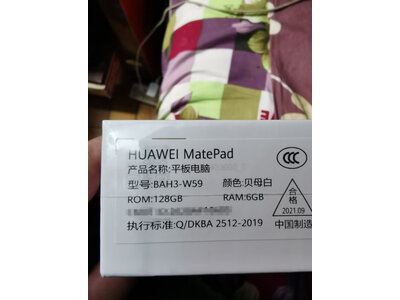 HUAWEI MatePad
产品名称:平板电脑
型号:BAH3-W59 颜色:贝母白
ROM:128GB RAM:6GB
执行标准:Q/DKBA 2512-2019
CCC
合格
2021.09
中国制造